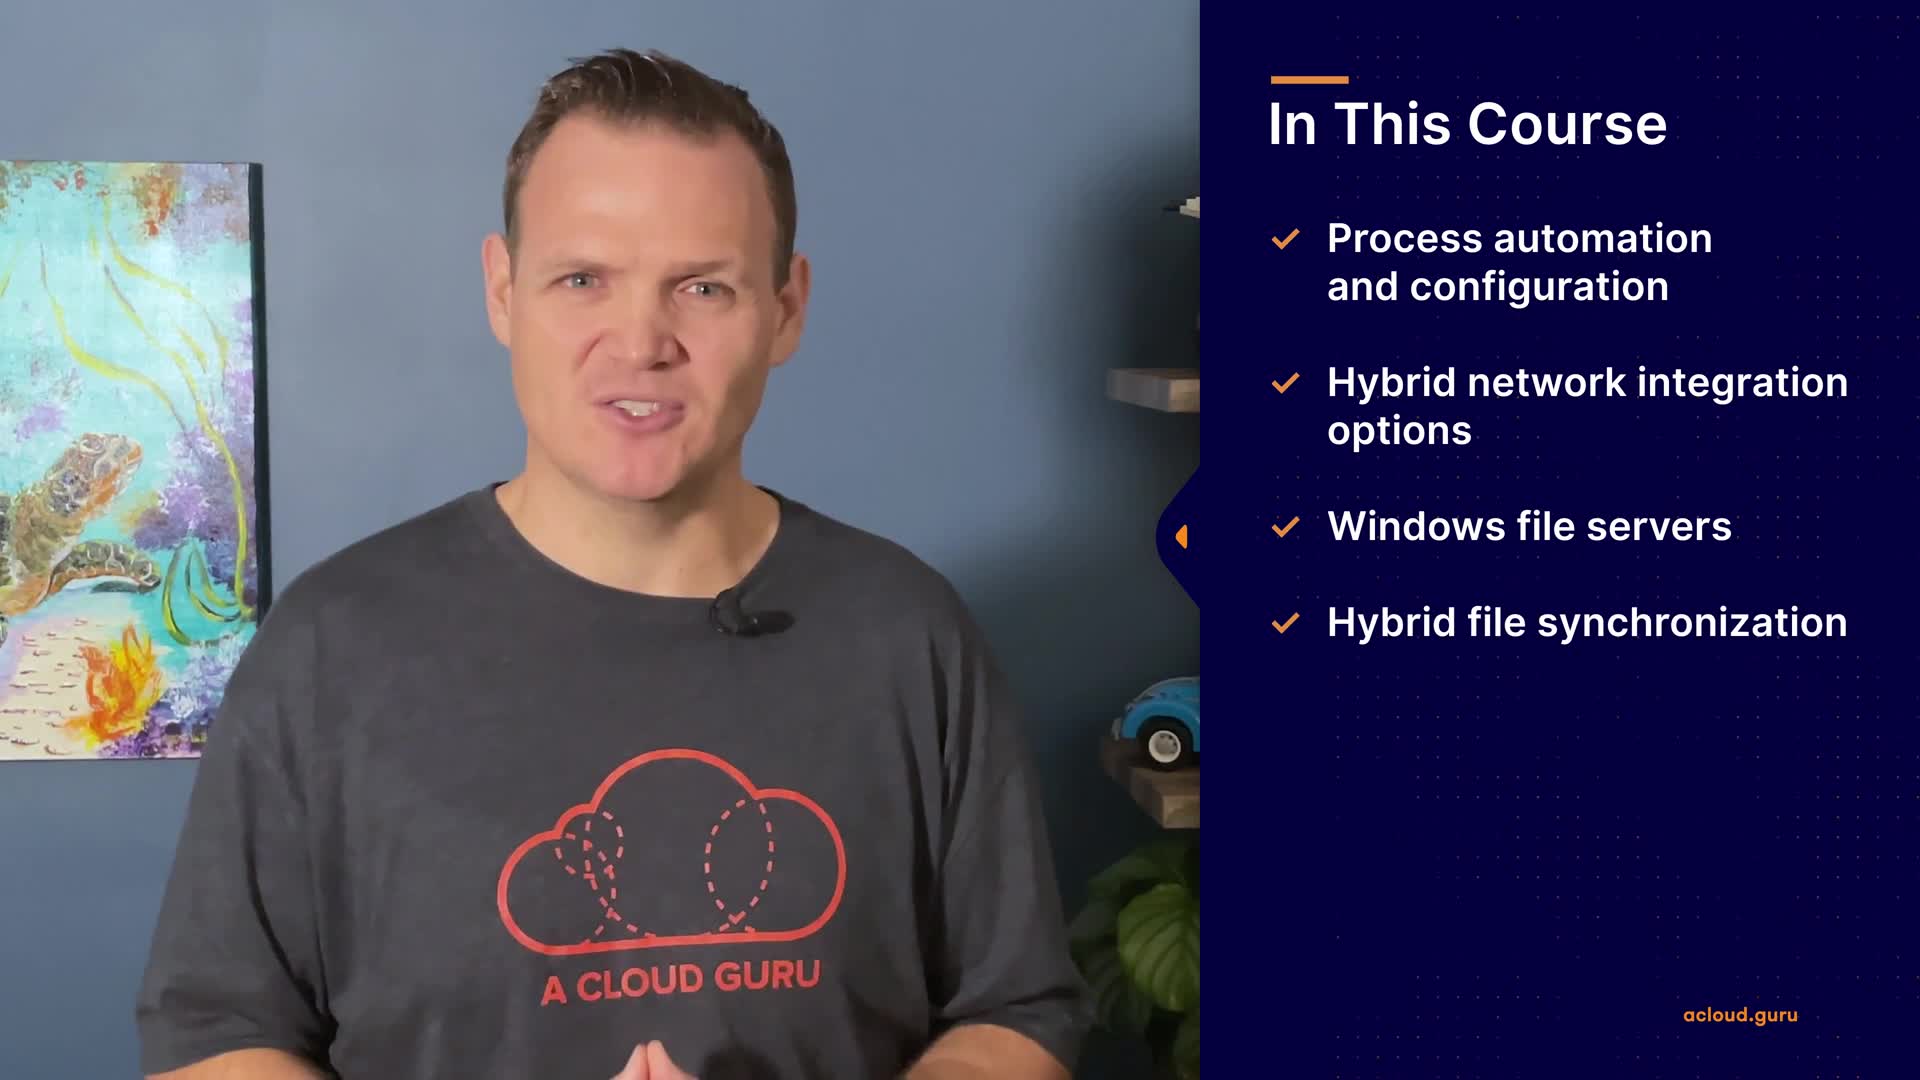 In This Course
Process automation
and configuration
Hybrid network integration
options
Windows file servers
Hybrid file synchronization
A CLOUD GURU
acloud.guru